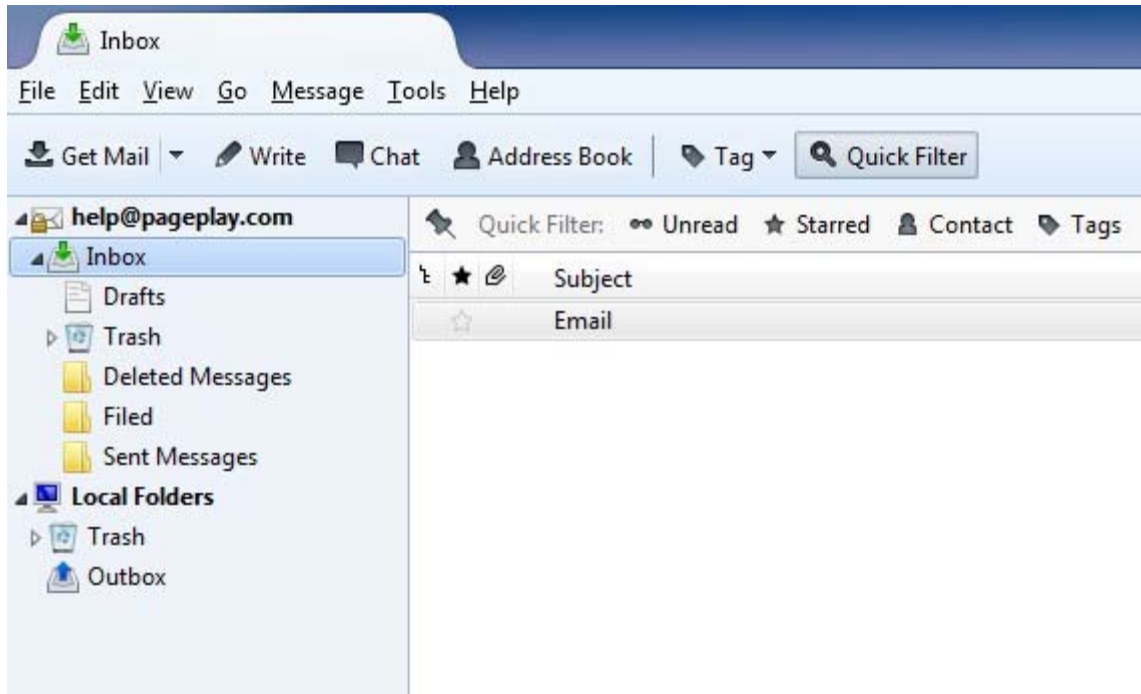 Inbox
File Edit View Go Message Tools Help
Get Mail Write Chat Address Book Tag Quick Filter
help@pageplay.com
Inbox
Drafts
Trash
Deleted Messages
Filed
Sent Messages
Local Folders
Trash
Outbox
Quick Filter: Unread Starred Contact Tags
Subject
Email